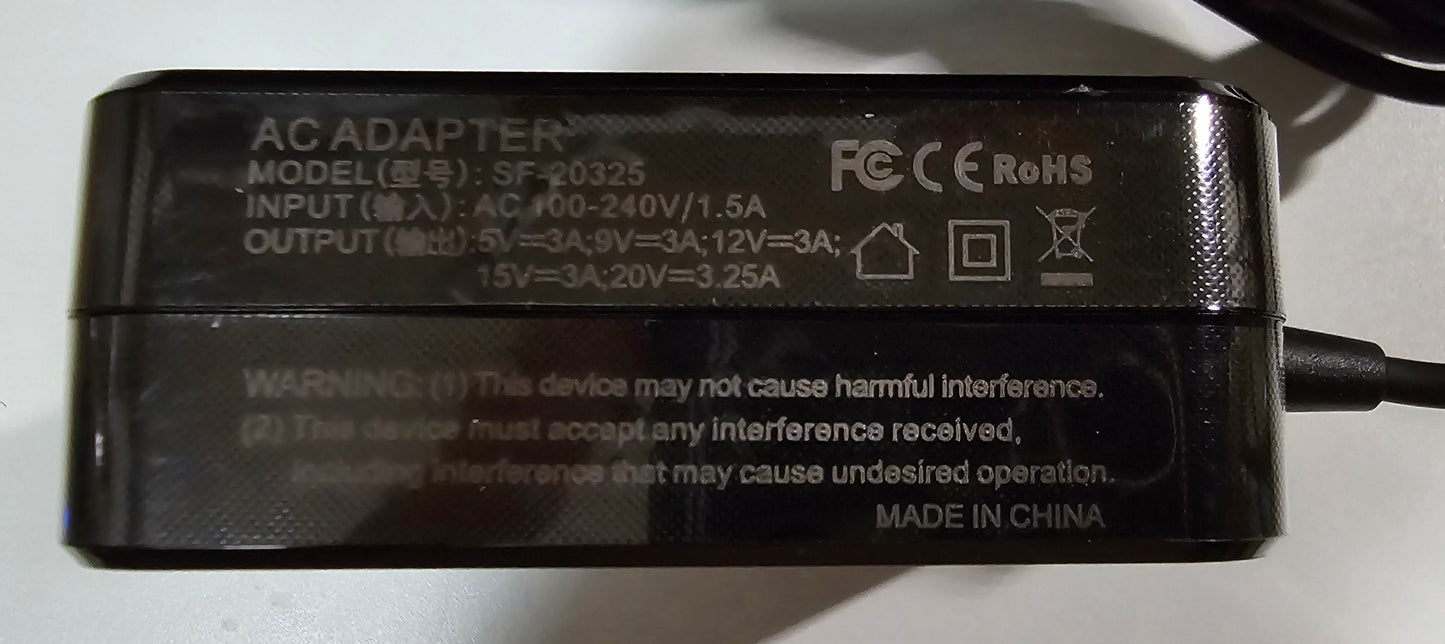 AC ADAPTER
MODEL(型号): SF-20325
INPUT(输入): AC 100-240V/1.5A
OUTPUT(输出):5V⎓3A;9V⎓3A;12V⎓3A;
15V⎓3A;20V⎓3.25A
FC CE RoHS
WARNING: (1) This device may not cause harmful interference.
(2) This device must accept any interference received,
including interference that may cause undesired operation.
MADE IN CHINA